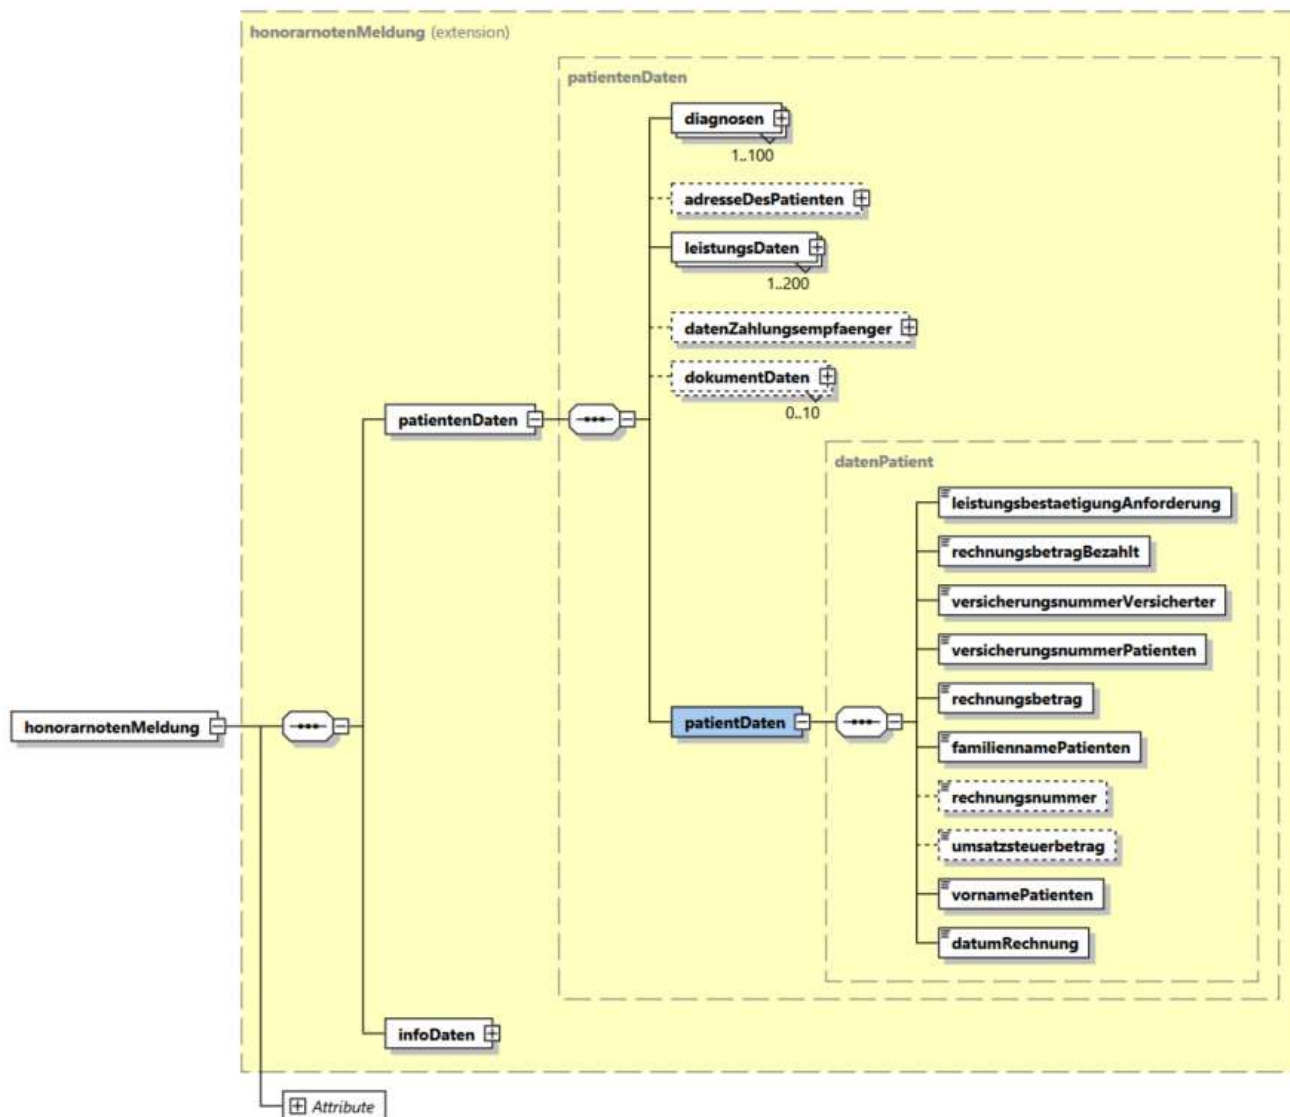 honorarnotenMeldung (extension)
patientenDaten
diagnosen
1..100
adresseDesPatienten
leistungsDaten
1..200
datenZahlungsempfaenger
dokumentDaten
0..10
patientenDaten
datenPatient
leistungsbestaetigungAnforderung
rechnungsbetragBezahlt
versicherungsnummerVersicherter
versicherungsnummerPatienten
rechnungsbetrag
patientDaten
honorarnotenMeldung
familiennamePatienten
rechnungsnummer
umsatzsteuerbetrag
vornamePatienten
datumRechnung
infoDaten
Attribute